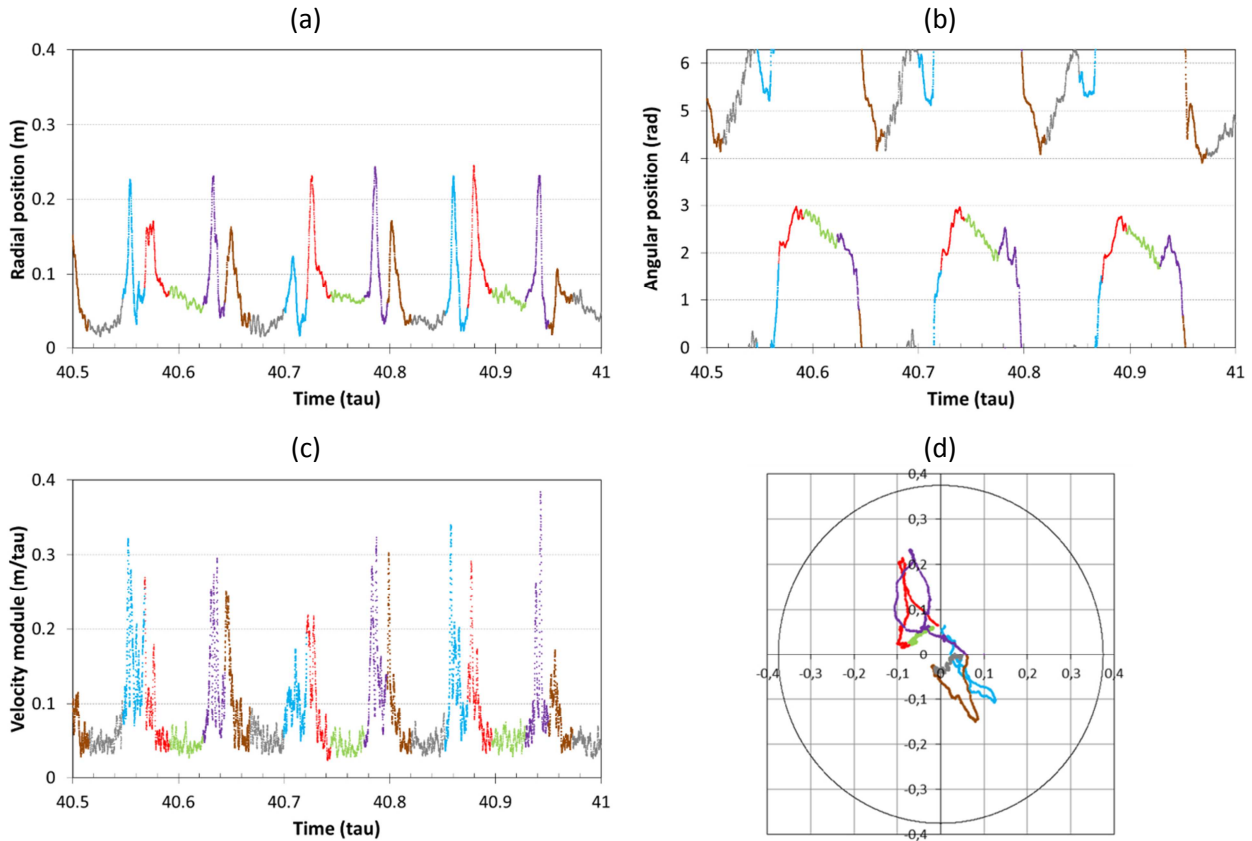 (a)
0.4
0.3
0.2
0.1
0
Radial position (m)
40.5 40.6 40.7 40.8 40.9 41
Time (tau)
(b)
6
5
4
3
2
1
0
Angular position (rad)
40.5 40.6 40.7 40.8 40.9 41
Time (tau)
(c)
0.4
0.3
0.2
0.1
0
Velocity module (m/tau)
40.5 40.6 40.7 40.8 40.9 41
Time (tau)
(d)
0,4
0,3
0,2
0,1
0
-0,4 -0,3 -0,2 -0,1 0 0,1 0,2 0,3 0,4
-0,1
-0,2
-0,3
-0,4